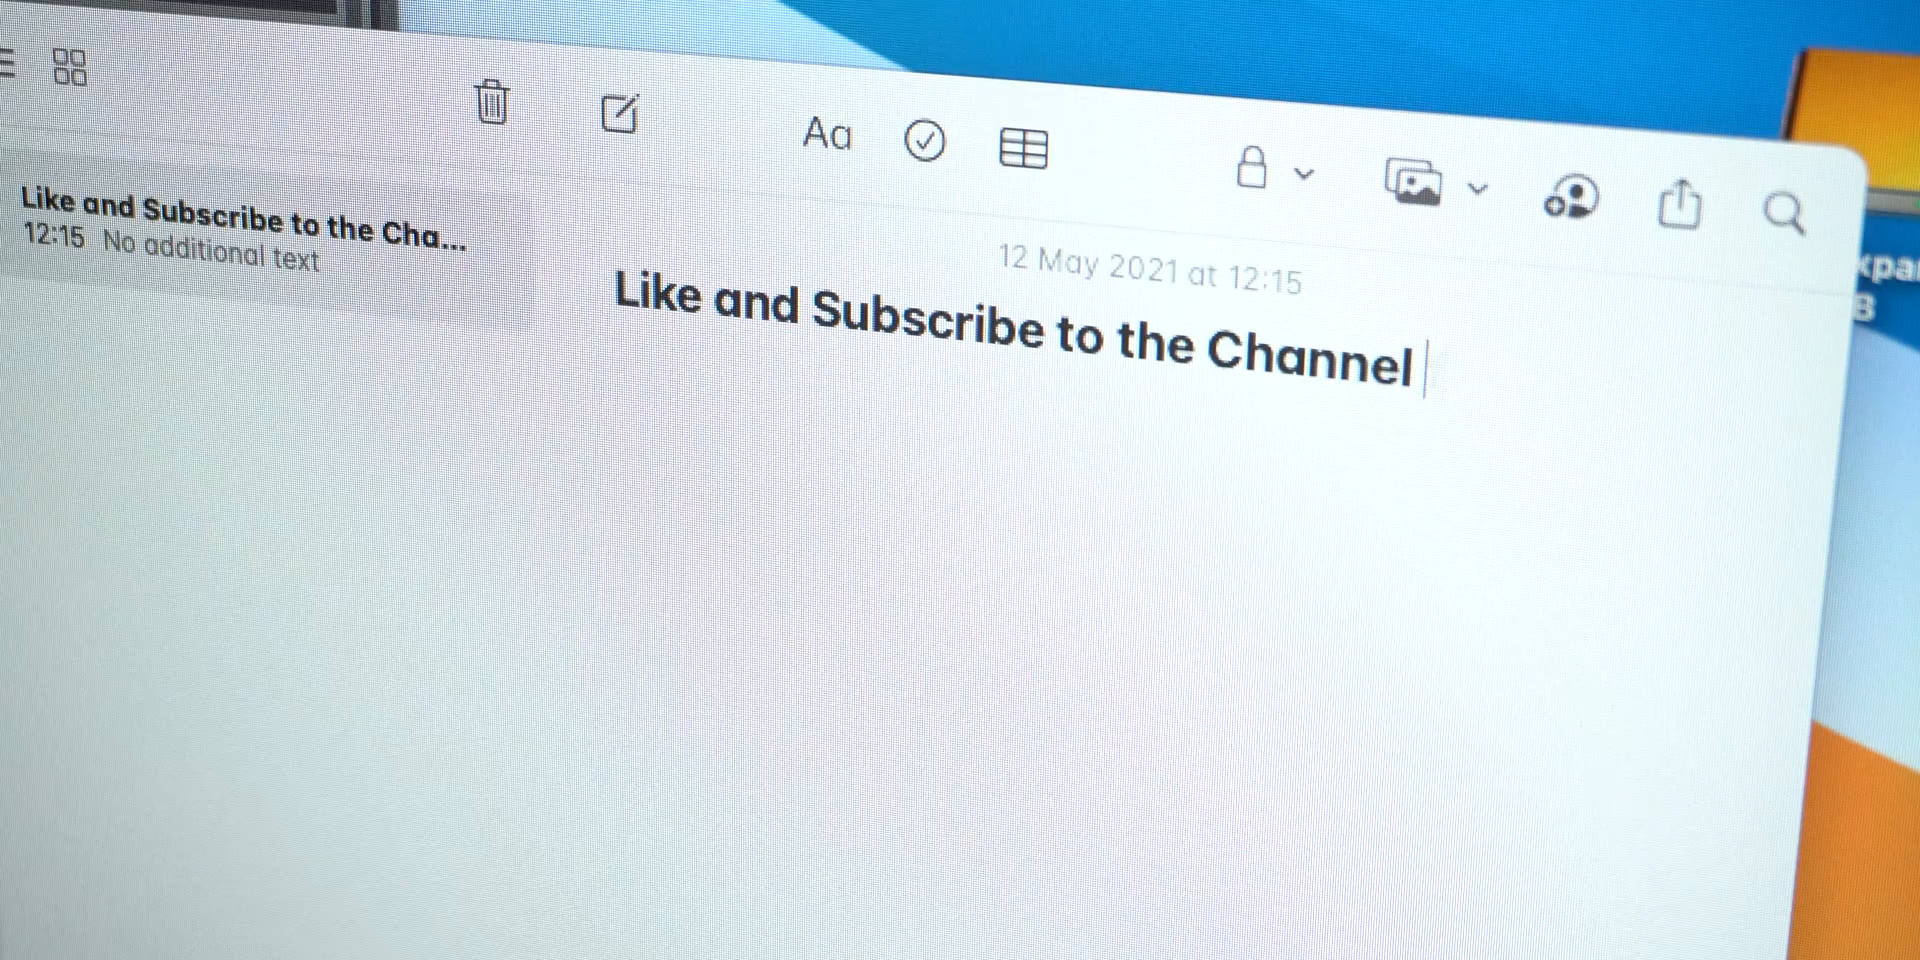 Aa
Like and Subscribe to the Cha...
12:15 No additional text
12 May 2021 at 12:15
Like and Subscribe to the Channel